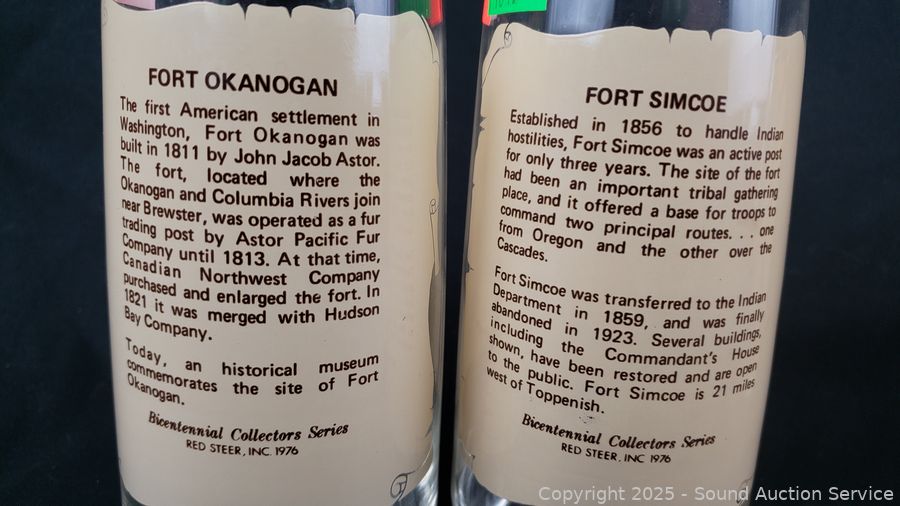 FORT OKANOGAN
The first American settlement in
Washington, Fort Okanogan was
built in 1811 by John Jacob Astor.
The fort, located where the
Okanogan and Columbia Rivers join
near Brewster, was operated as a fur
trading post by Astor Pacific Fur
Company until 1813. At that time,
Canadian Northwest Company
purchased and enlarged the fort. In
1821 it was merged with Hudson
Bay Company.
Today, an historical museum
commemorates the site of Fort
Okanogan.
Bicentennial Collectors Series
RED STEER, INC. 1976
FORT SIMCOE
Established in 1856 to handle Indian
hostilities, Fort Simcoe was an active post
for only three years. The site of the fort
had been an important tribal gathering
place, and it offered a base for troops to
command two principal routes. . . one
from Oregon and the other over the
Cascades.
Fort Simcoe was transferred to the Indian
Department in 1859, and was finally
abandoned in 1923. Several buildings,
including the Commandant's House
shown, have been restored and are open
to the public. Fort Simcoe is 21 miles
west of Toppenish.
Bicentennial Collectors Series
RED STEER, INC 1976
Copyright 2025 - Sound Auction Service